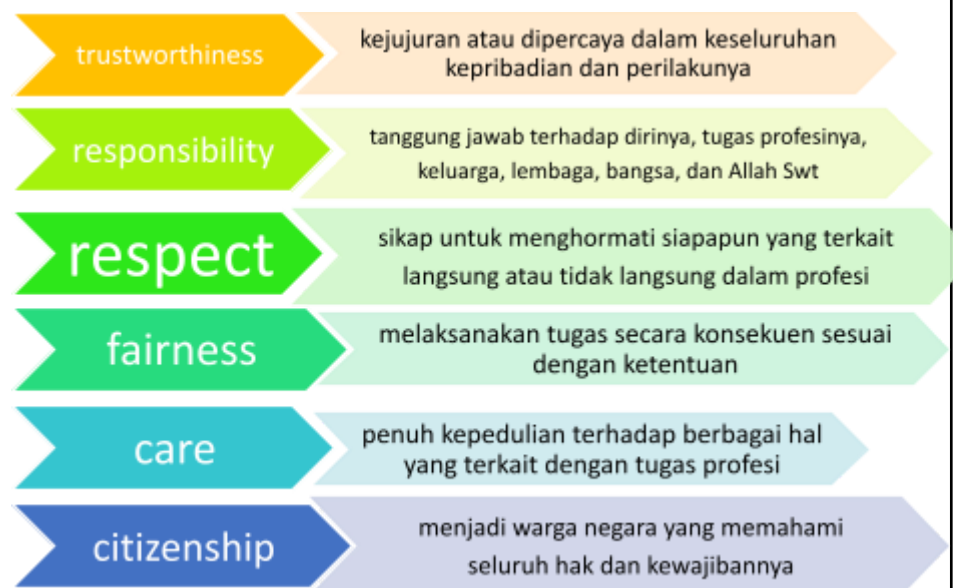 trustworthiness
kejujuran atau dipercaya dalam keseluruhan
kepribadian dan perilakunya
responsibility
tanggung jawab terhadap dirinya, tugas profesinya,
keluarga, lembaga, bangsa, dan Allah Swt
respect
sikap untuk menghormati siapapun yang terkait
langsung atau tidak langsung dalam profesi
fairness
melaksanakan tugas secara konsekuen sesuai
dengan ketentuan
care
penuh kepedulian terhadap berbagai hal
yang terkait dengan tugas profesi
citizenship
menjadi warga negara yang memahami
seluruh hak dan kewajibannya